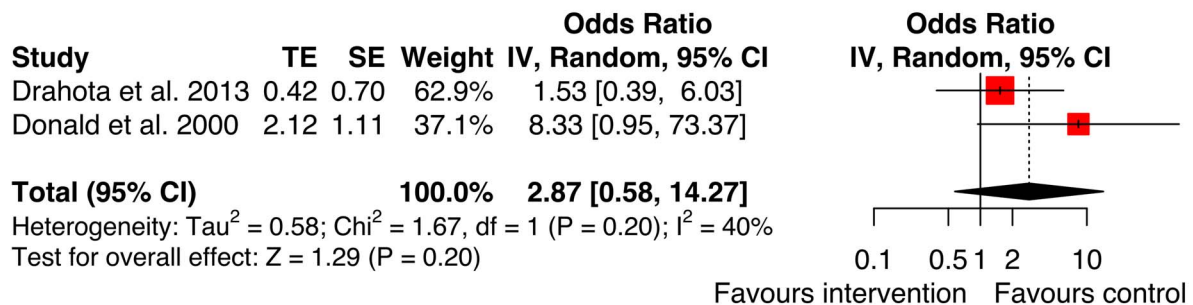 Odds Ratio Odds Ratio
Study TE SE Weight IV, Random, 95% CI IV, Random, 95% CI
Drahota et al. 2013 0.42 0.70 62.9% 1.53 [0.39, 6.03]
Donald et al. 2000 2.12 1.11 37.1% 8.33 [0.95, 73.37]
Total (95% CI) 100.0% 2.87 [0.58, 14.27]
Heterogeneity: Tau² = 0.58; Chi² = 1.67, df = 1 (P = 0.20); I² = 40%
Test for overall effect: Z = 1.29 (P = 0.20)
0.1 0.5 1 2 10
Favours intervention Favours control